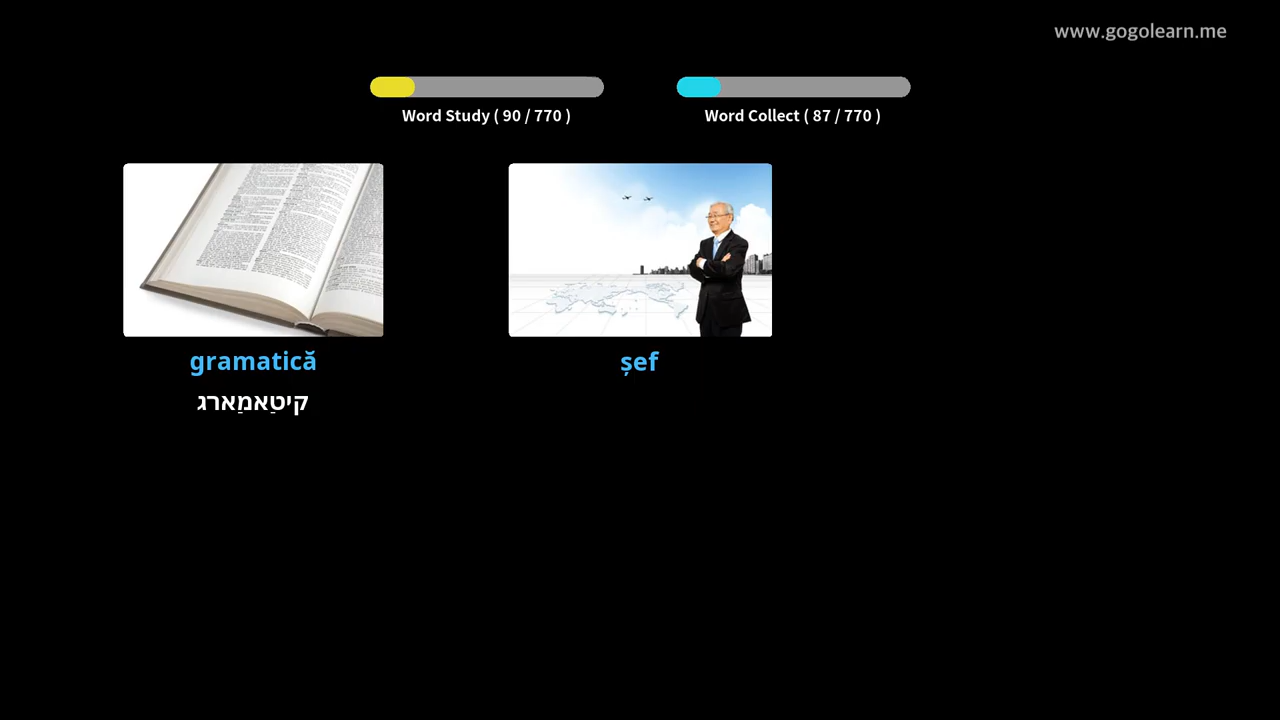 www.gogolearn.me
Word Study ( 90 / 770 )
Word Collect ( 87 / 770 )
gramatică
șef
קיטַאמַארג